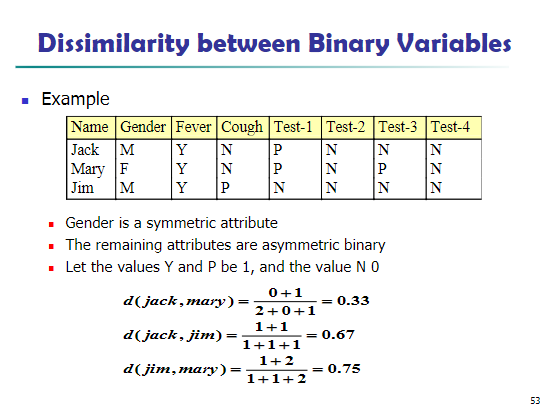 Dissimilarity between Binary Variables
Example
Name Gender Fever Cough Test-1 Test-2 Test-3 Test-4
Jack M Y N P N N N
Mary F Y N P N P N
Jim M Y P N N N N
Gender is a symmetric attribute
The remaining attributes are asymmetric binary
Let the values Y and P be 1, and the value N 0
d(jack,mary) = 0+1 / 2+0+1 = 0.33
d(jack,jim) = 1+1 / 1+1+1 = 0.67
d(jim,mary) = 1+2 / 1+1+2 = 0.75
53